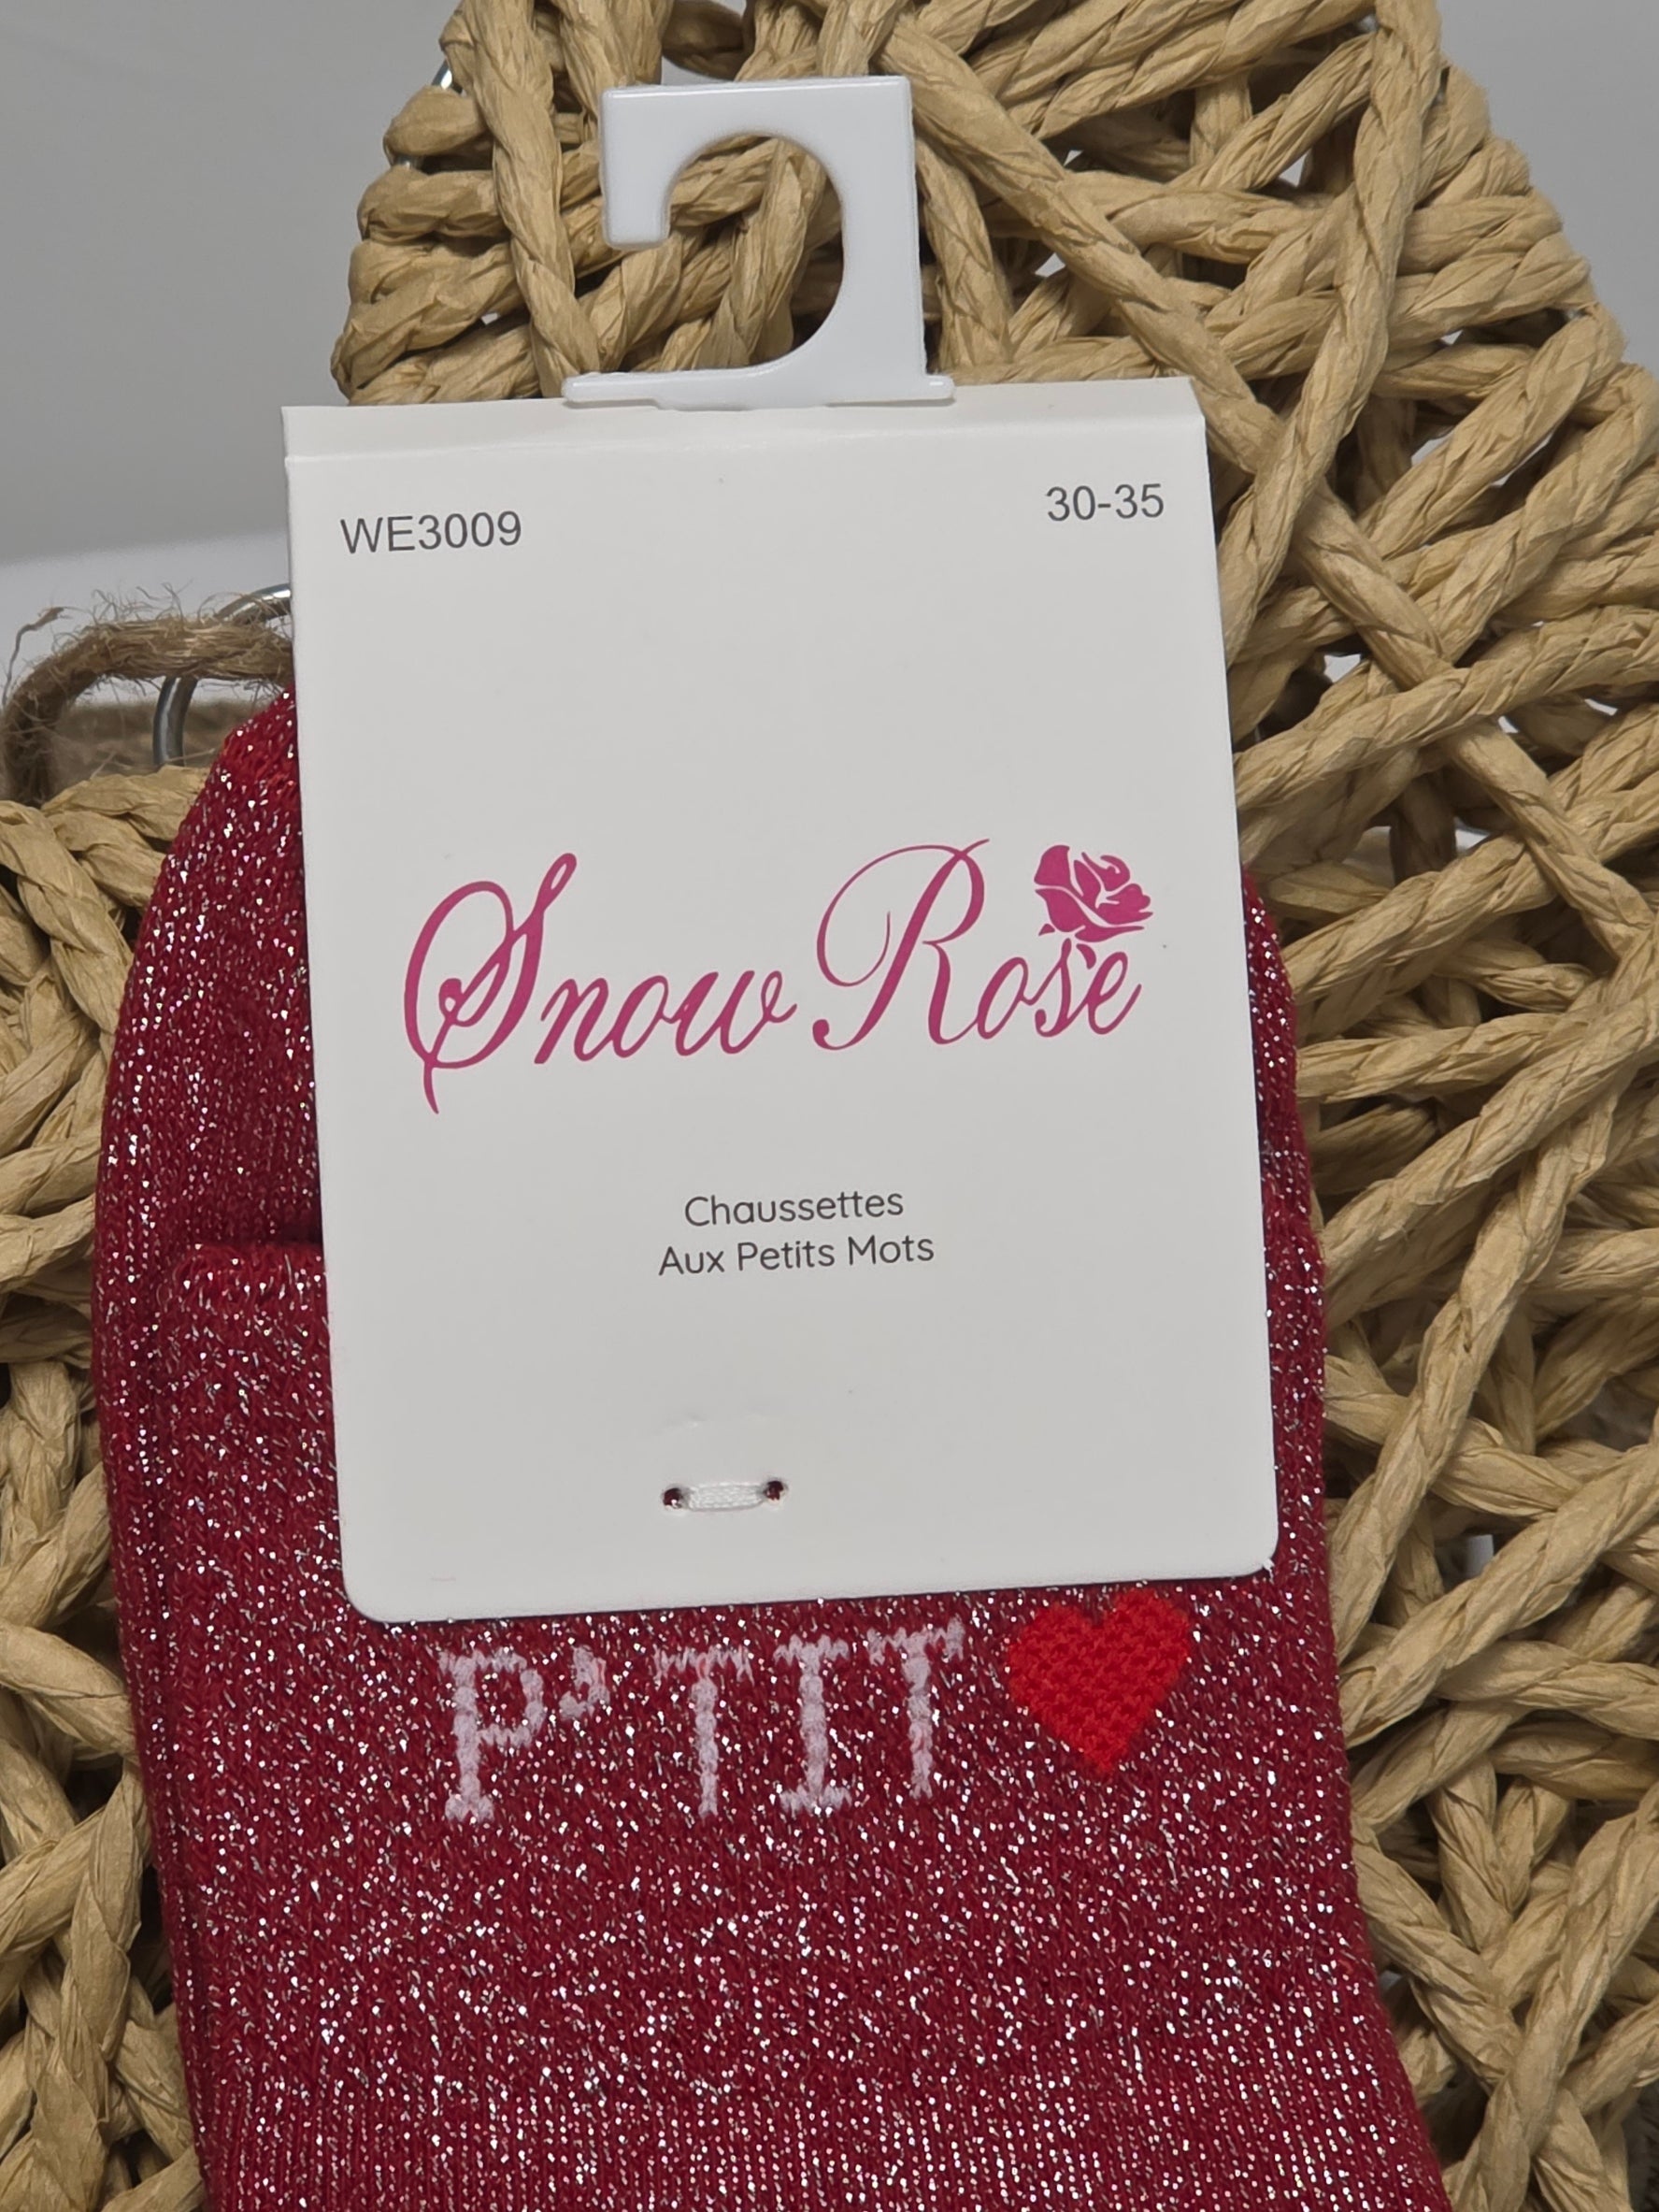 WE3009
30-35
Snow Rose
Chaussettes
Aux Petits Mots
P'TIT